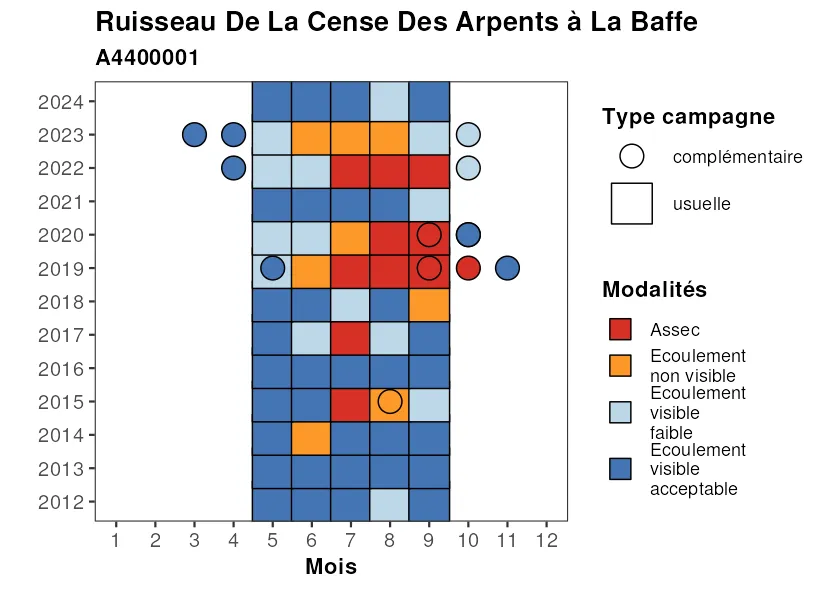 Ruisseau De La Cense Des Arpents à La Baffe
A4400001
2024
2023
2022
2021
2020
2019
2018
2017
2016
2015
2014
2013
2012
1 2 3 4 5 6 7 8 9 10 11 12
Mois
Type campagne
complémentaire
usuelle
Modalités
Assec
Ecoulement
non visible
Ecoulement
visible
faible
Ecoulement
visible
acceptable